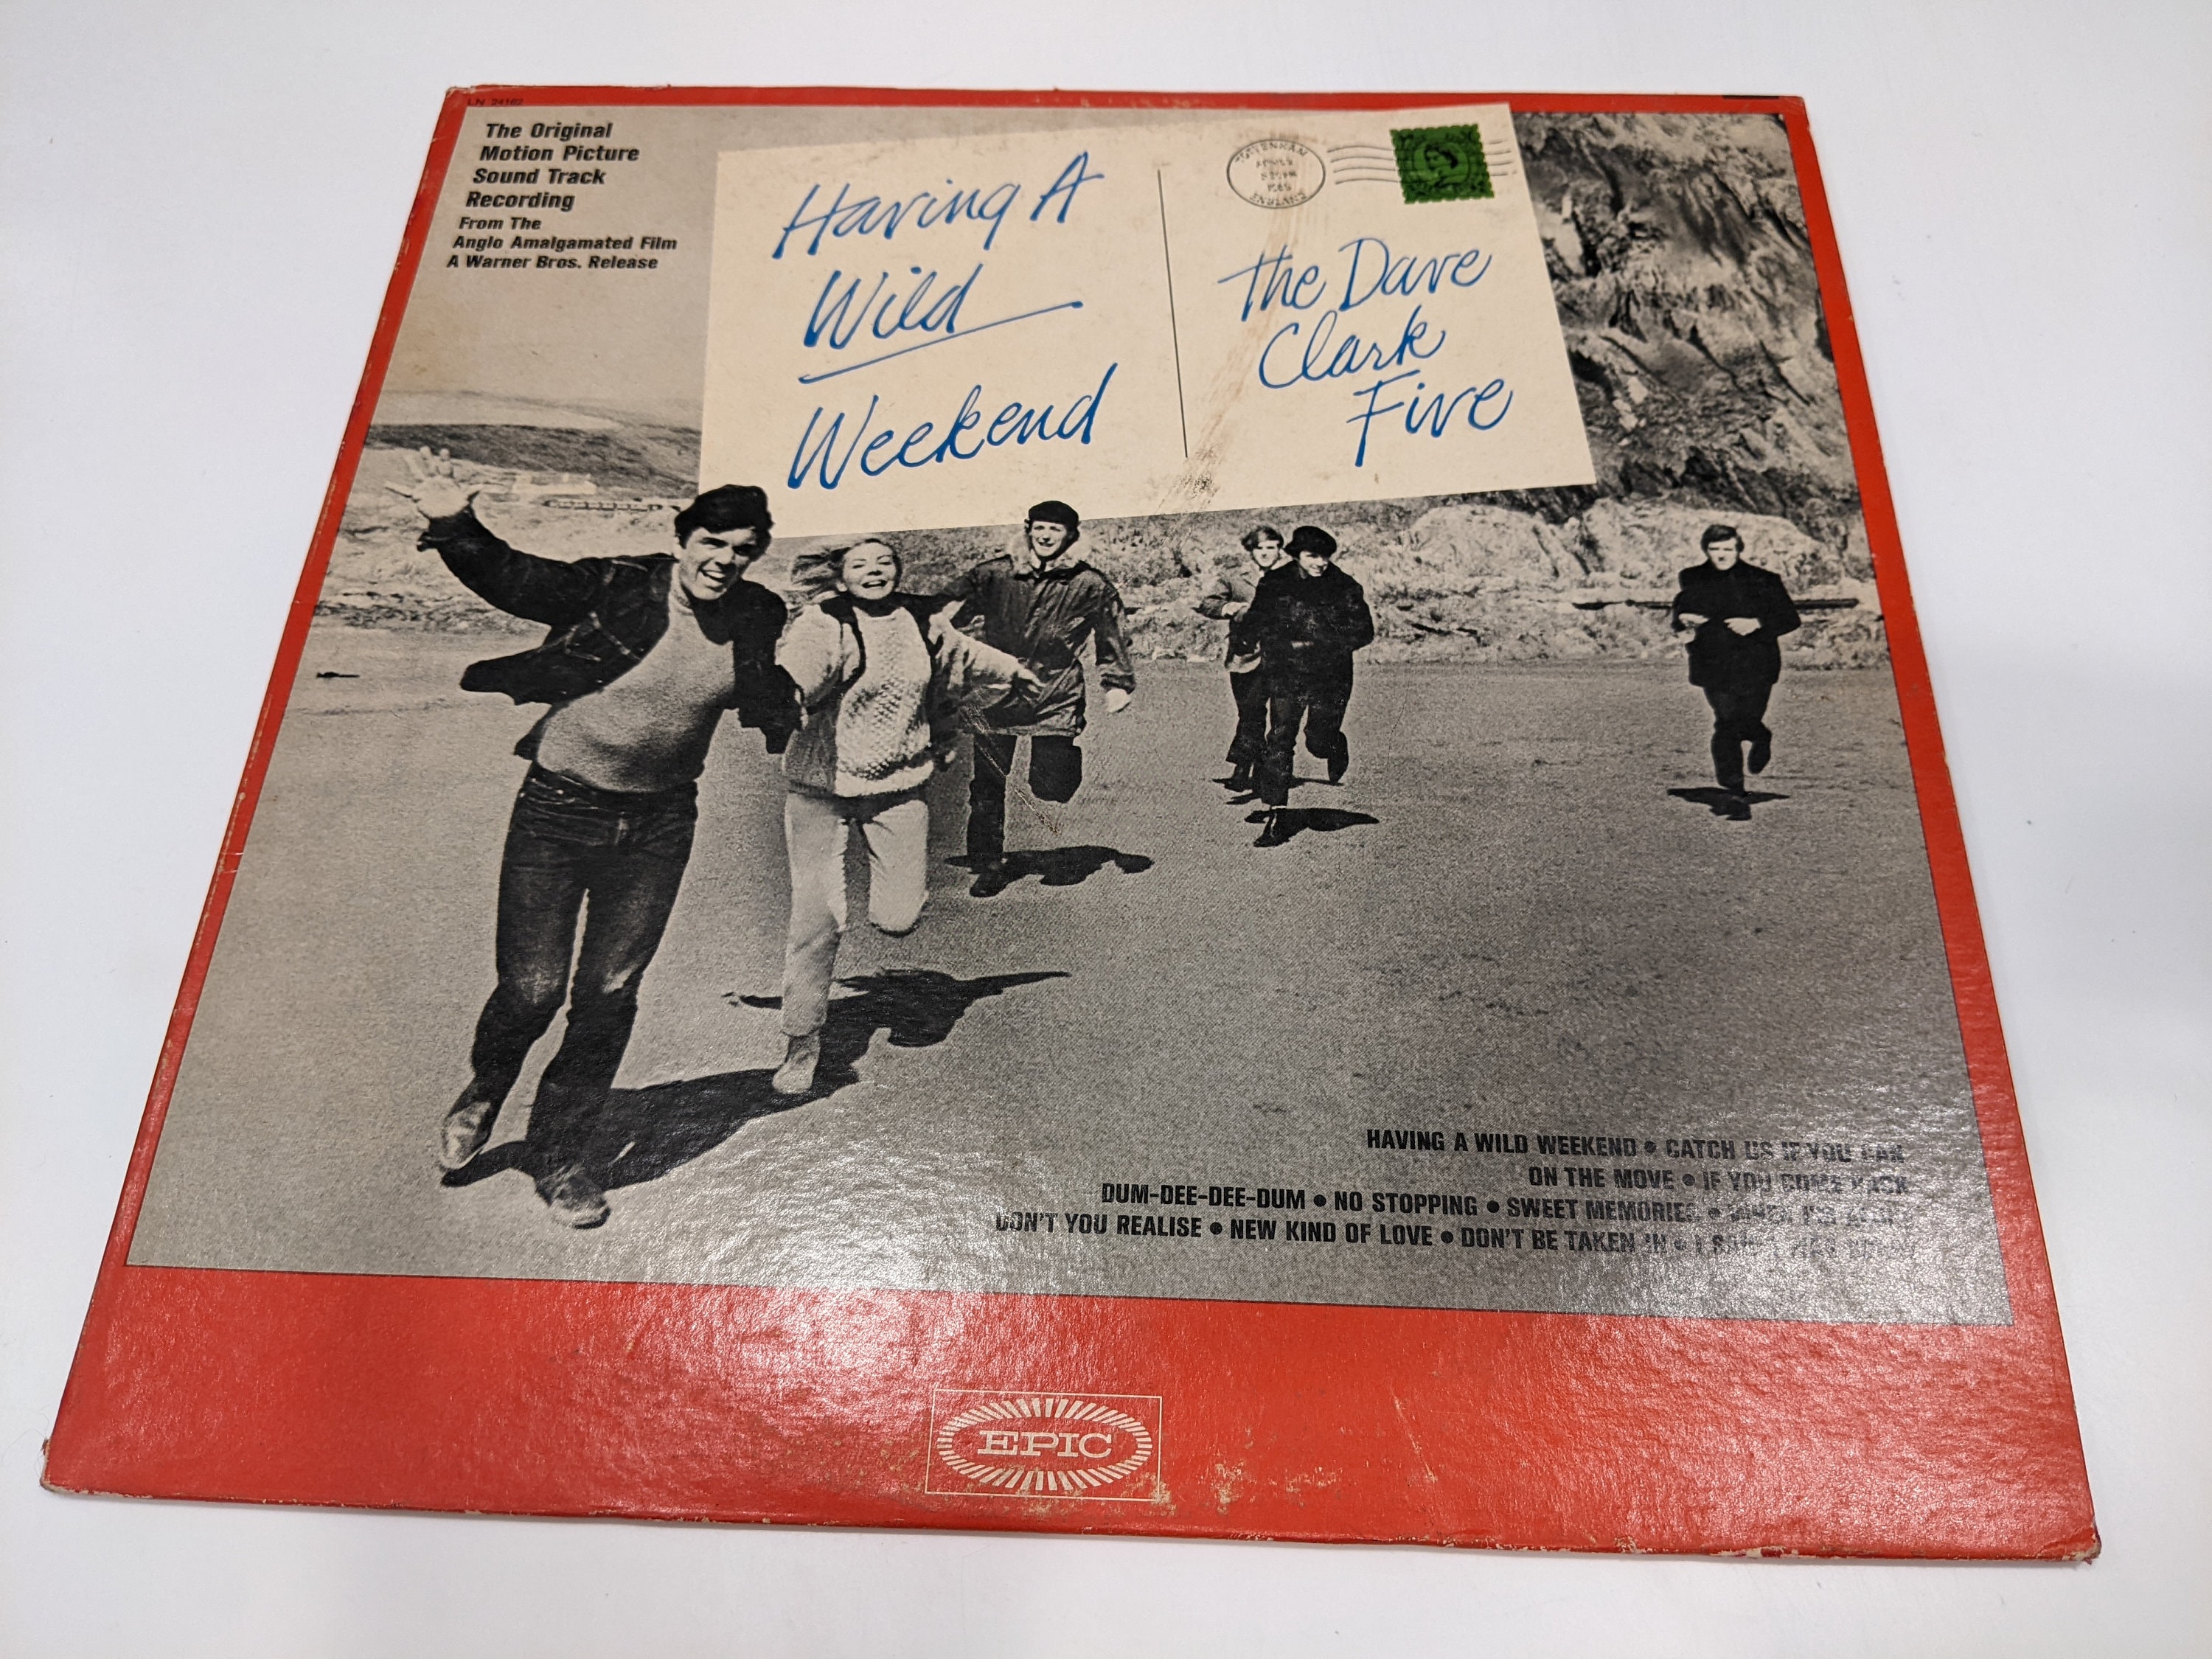 LN 24162
The Original
Motion Picture
Sound Track
Recording
From The
Anglo Amalgamated Film
A Warner Bros. Release
Having A
Wild
Weekend
The Dave
Clark
Five
HAVING A WILD WEEKEND • CATCH US IF YOU CAN
ON THE MOVE • IF YOU COME BACK
DUM-DEE-DEE-DUM • NO STOPPING • SWEET MEMORIES •
DON'T YOU REALISE • NEW KIND OF LOVE • DON'T BE TAKEN IN • I
EPIC